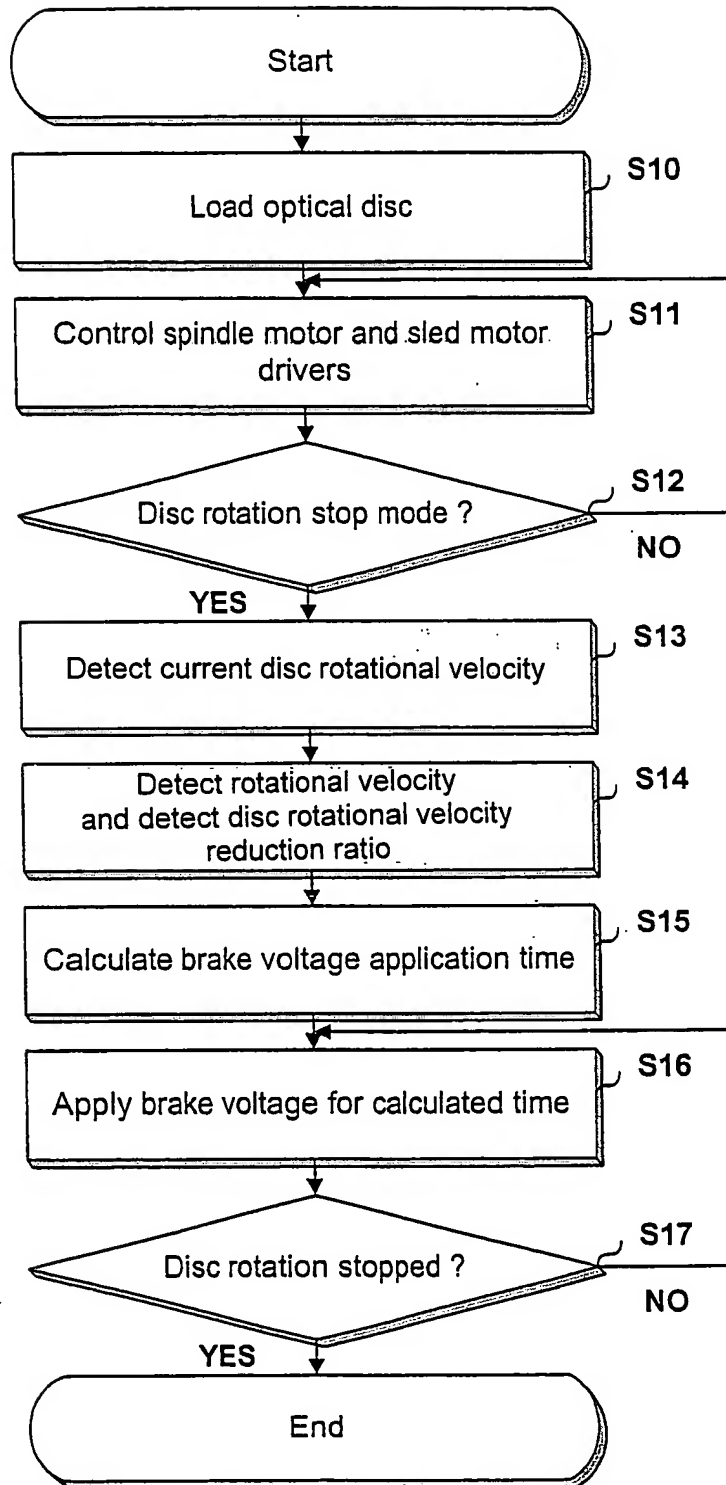 Start
S10
Load optical disc
S11
Control spindle motor and sled motor
drivers
S12
Disc rotation stop mode ?
NO
YES
S13
Detect current disc rotational velocity
S14
Detect rotational velocity
and detect disc rotational velocity
reduction ratio
S15
Calculate brake voltage application time
S16
Apply brake voltage for calculated time
S17
Disc rotation stopped ?
NO
YES
End